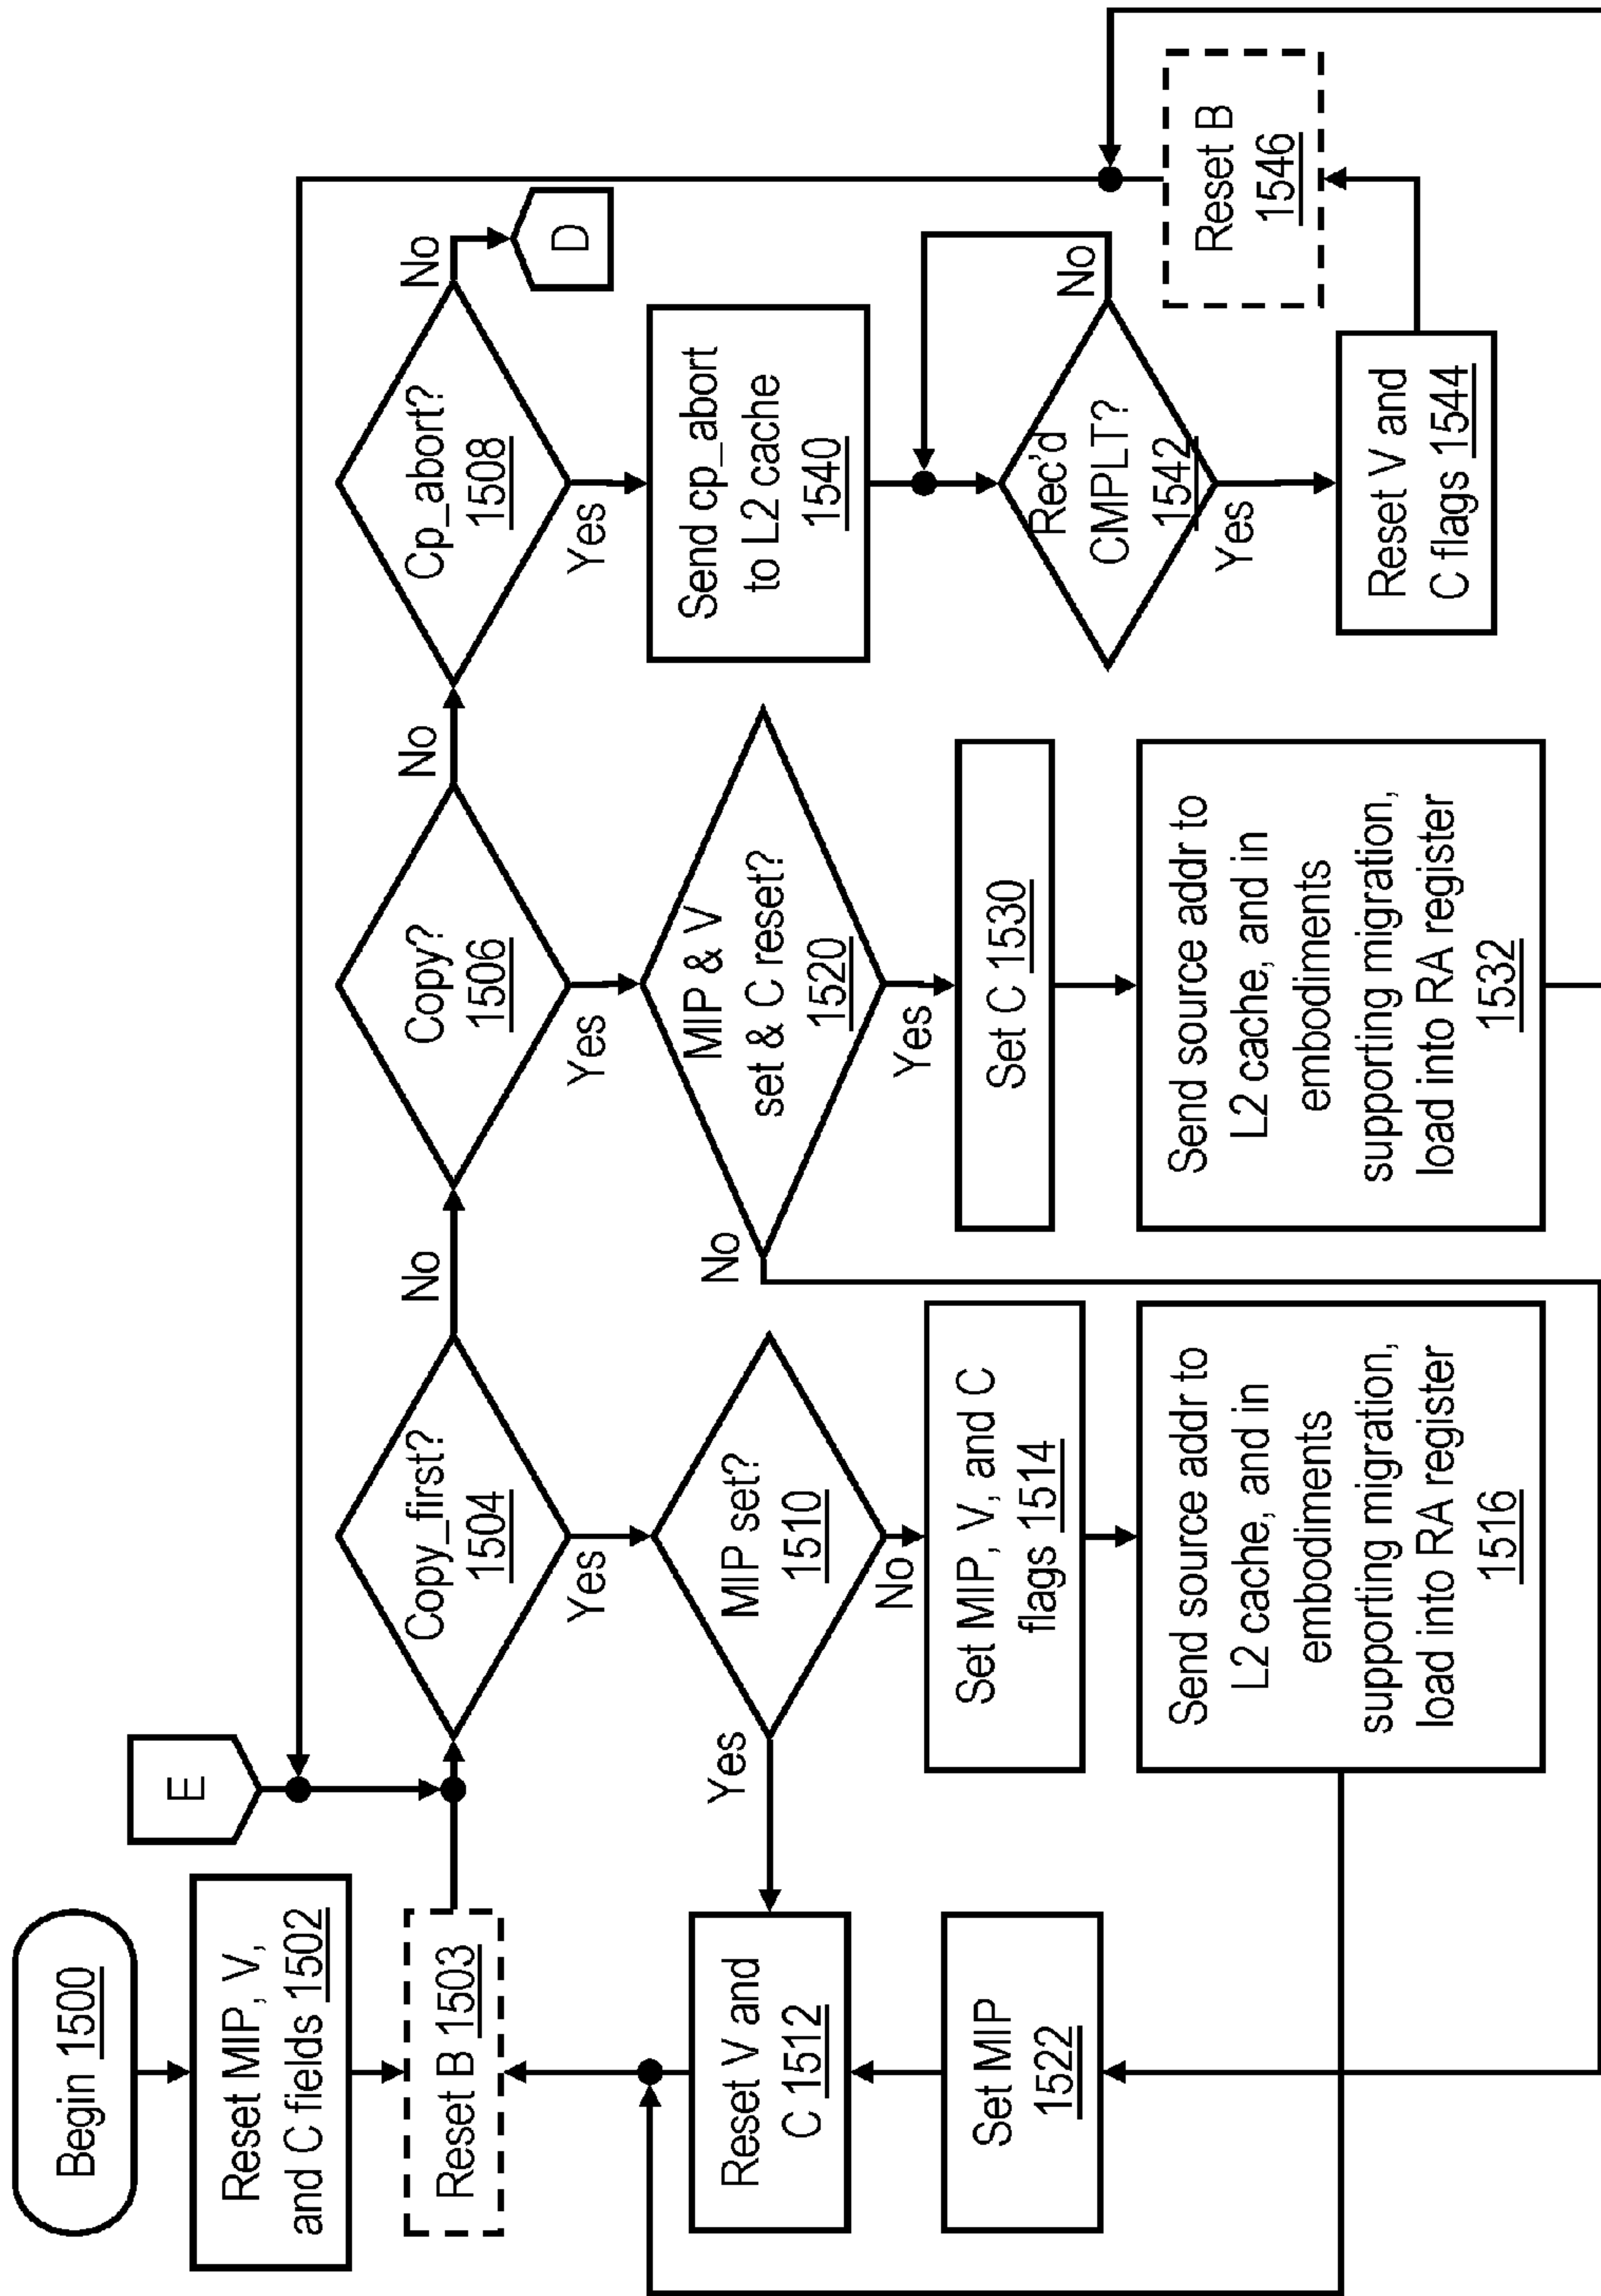 Begin 1500
Reset MIP, V,
and C fields 1502
Reset B 1503
E
Copy_first?
1504
No
Yes
Copy?
1506
No
Yes
Cp_abort?
1508
No
Yes
D
MIP set?
1510
Yes
No
Reset V and
C 1512
Set MIP
1522
Set MIP, V, and C
flags 1514
Send source addr to
L2 cache, and in
embodiments
supporting migration,
load into RA register
1516
MIP & V
set & C reset?
1520
No
Yes
Set C 1530
Send source addr to
L2 cache, and in
embodiments
supporting migration,
load into RA register
1532
Send cp_abort
to L2 cache
1540
Rec'd
CMPLT?
1542
No
Yes
Reset V and
C flags 1544
Reset B
1546